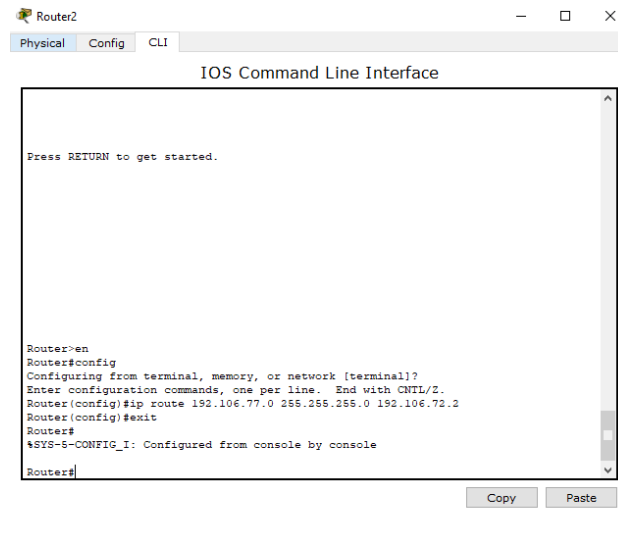 Router2
Physical Config CLI
IOS Command Line Interface
Press RETURN to get started.
Router>en
Router#config
Configuring from terminal, memory, or network [terminal]?
Enter configuration commands, one per line.  End with CNTL/Z.
Router(config)#ip route 192.106.77.0 255.255.255.0 192.106.72.2
Router(config)#exit
Router#
%SYS-5-CONFIG_I: Configured from console by console
Router#
Copy Paste